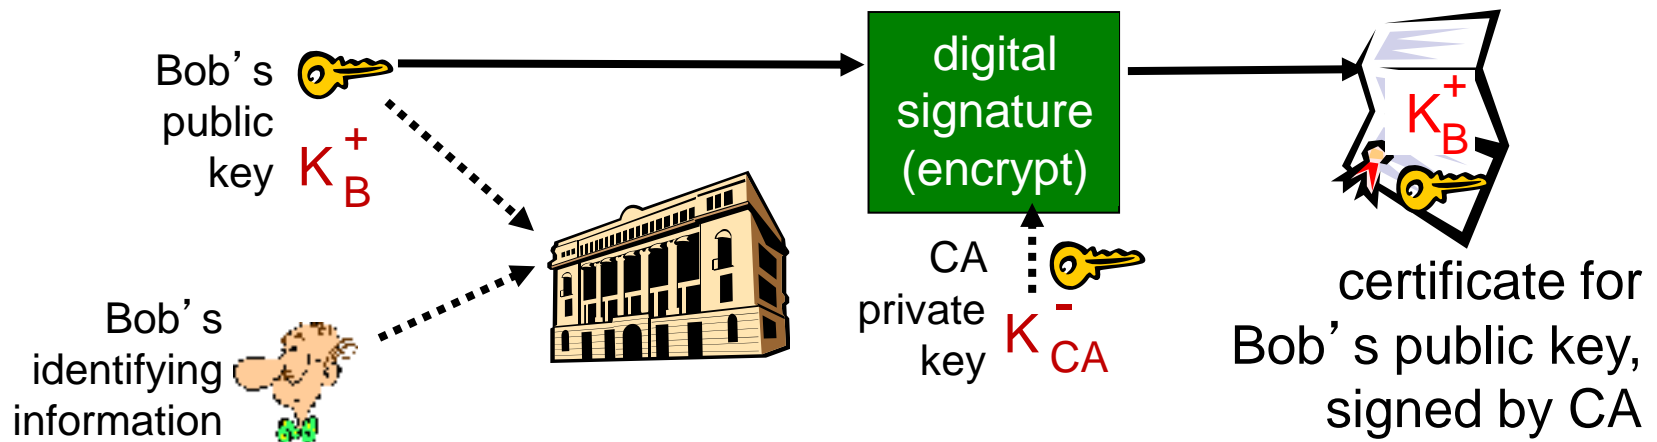 Bob’s
public
key
K
+
B
Bob’s
identifying
information
digital
signature
(encrypt)
CA
private
key
K
-
CA
K
+
B
certificate for
Bob’s public key,
signed by CA